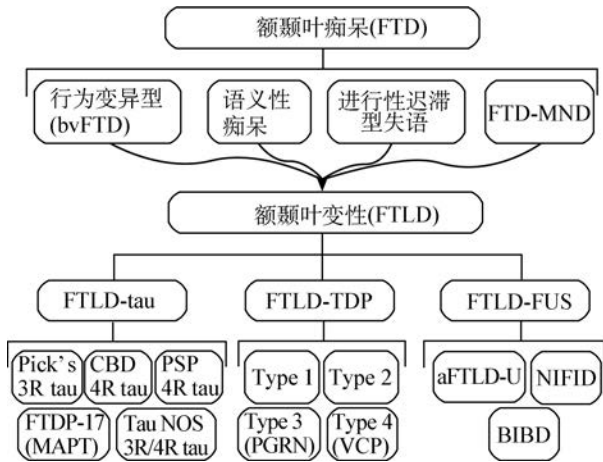 额颞叶痴呆(FTD)
行为变异型
(bvFTD)
语义性
痴呆
进行性迟滞
型失语
FTD-MND
额颞叶变性(FTLD)
FTLD-tau
FTLD-TDP
FTLD-FUS
Pick's
3R tau
CBD
4R tau
PSP
4R tau
FTDP-17
(MAPT)
Tau NOS
3R/4R tau
Type 1
Type 2
Type 3
(PGRN)
Type 4
(VCP)
aFTLD-U
NIFID
BIBD